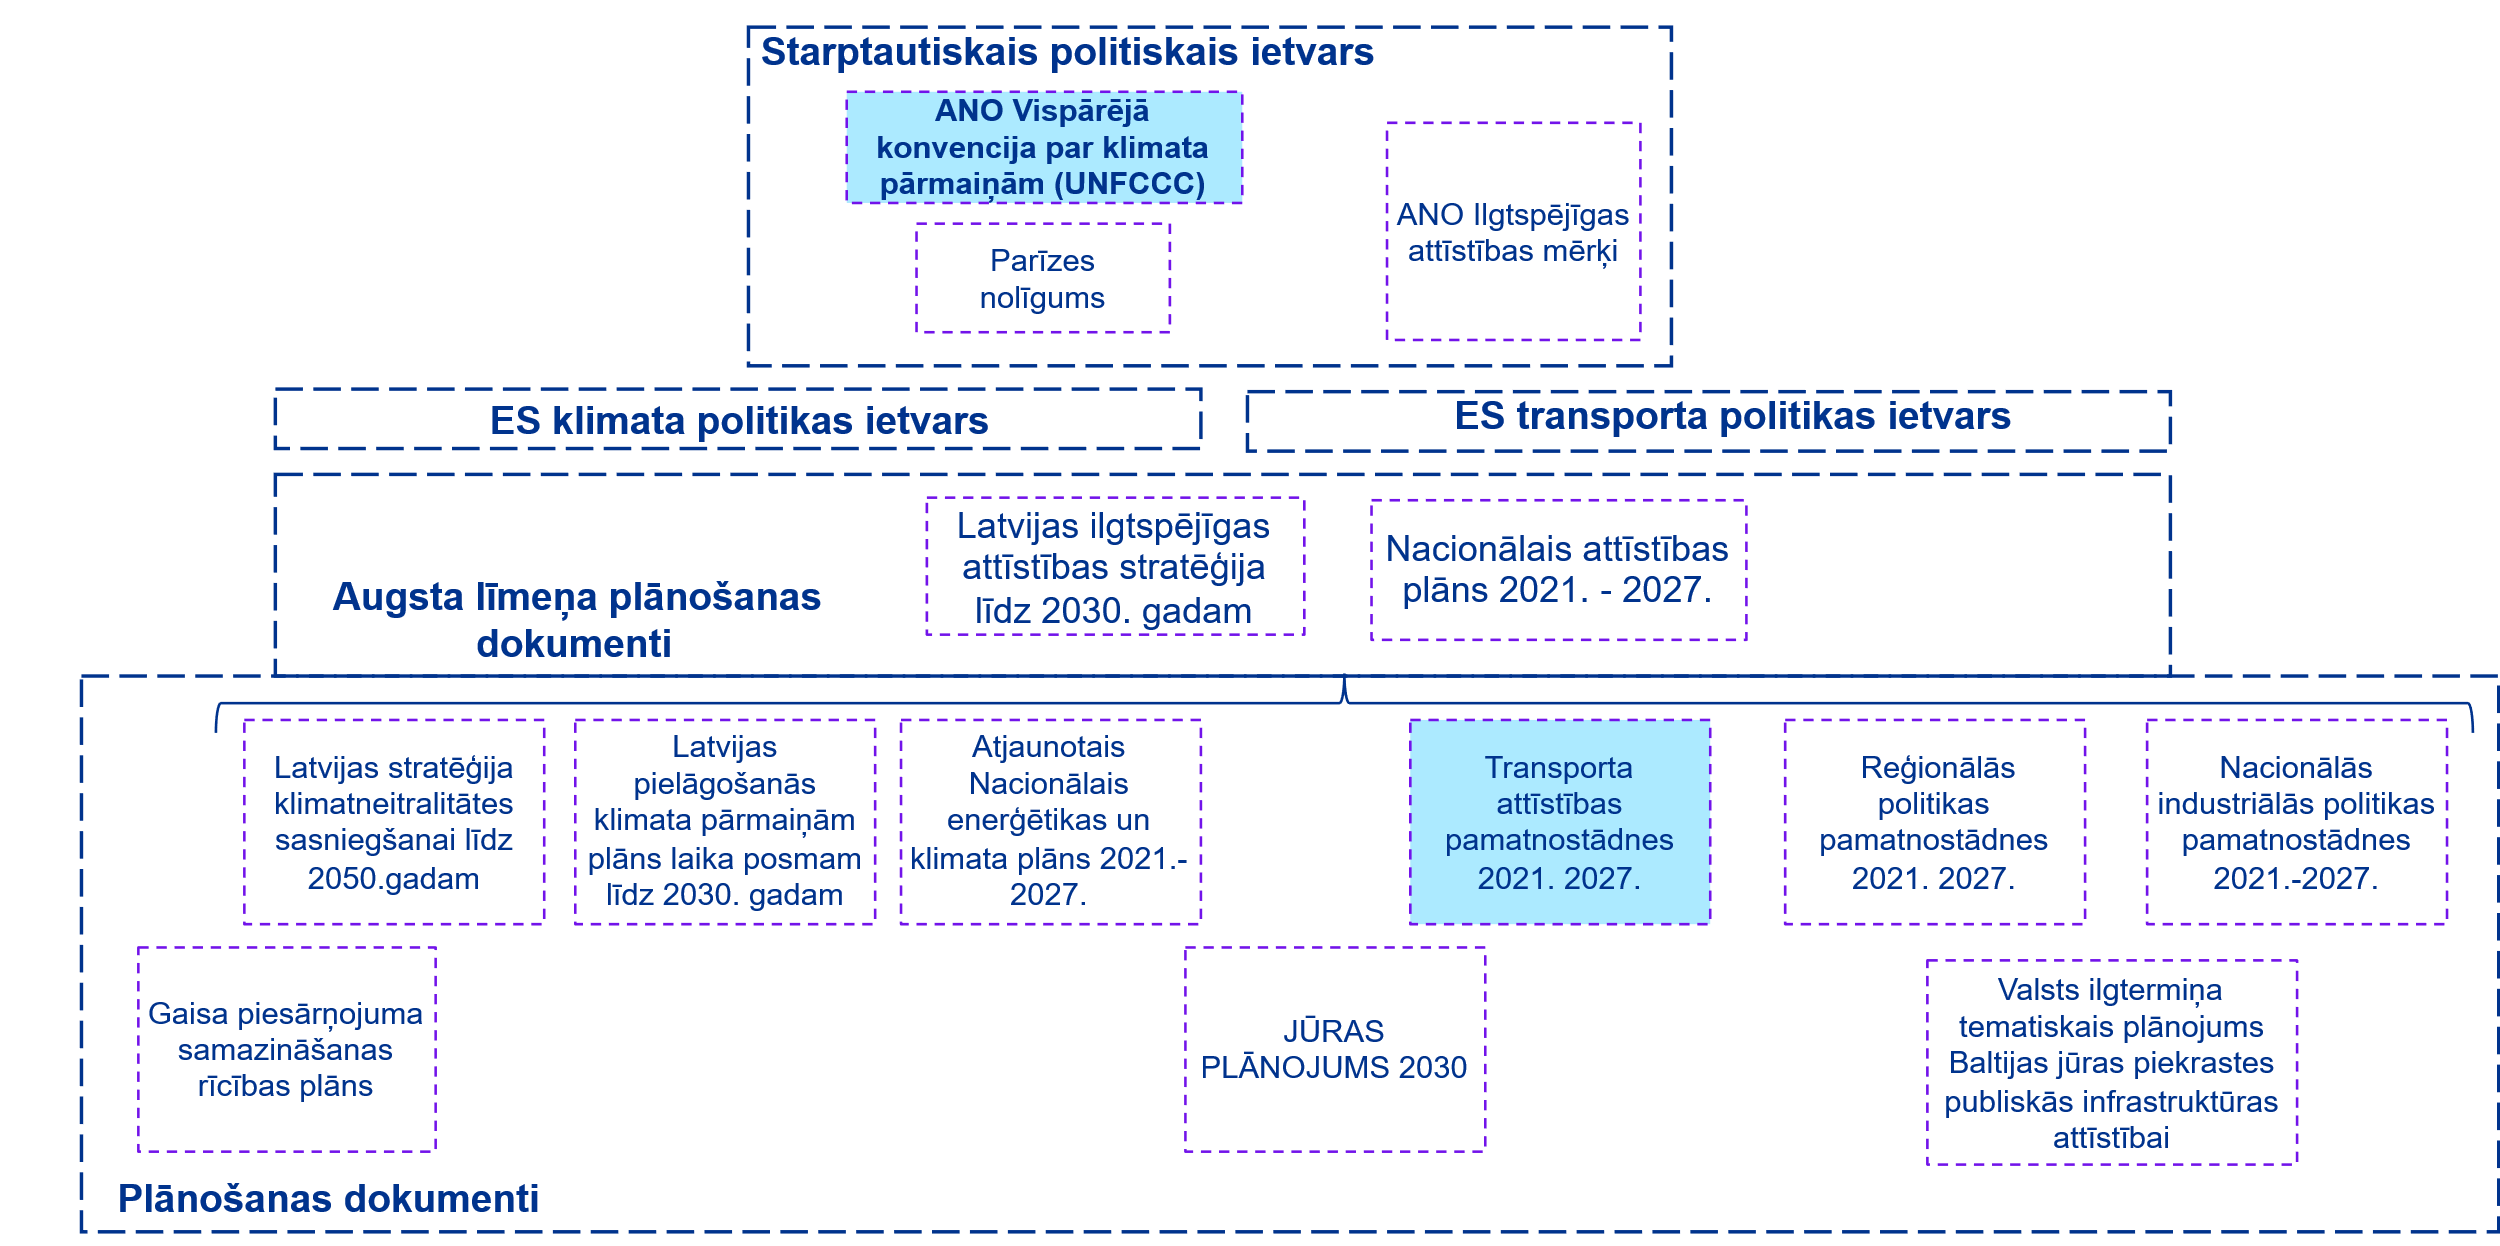 Starptautiskais politiskais ietvars
ANO Vispārējā
konvencija par klimata
pārmaiņām (UNFCCC)
Parīzes
nolīgums
ANO Ilgtspējīgas
attīstības mērķi
ES klimata politikas ietvars
ES transporta politikas ietvars
Augsta līmeņa plānošanas
dokumenti
Latvijas ilgtspējīgas
attīstības stratēģija
līdz 2030. gadam
Nacionālais attīstības
plāns 2021. - 2027.
Latvijas stratēģija
klimatneitralitātes
sasniegšanai līdz
2050.gadam
Latvijas
pielāgošanās
klimata pārmaiņām
plāns laika posmam
līdz 2030. gadam
Atjaunotais
Nacionālais
enerģētikas un
klimata plāns 2021.-
2027.
Transporta
attīstības
pamatnostādnes
2021. 2027.
Reģionālās
politikas
pamatnostādnes
2021. 2027.
Nacionālās
industriālās politikas
pamatnostādnes
2021.-2027.
Gaisa piesārņojuma
samazināšanas
rīcības plāns
JŪRAS
PLĀNOJUMS 2030
Valsts ilgtermiņa
tematiskais plānojums
Baltijas jūras piekrastes
publiskās infrastruktūras
attīstībai
Plānošanas dokumenti